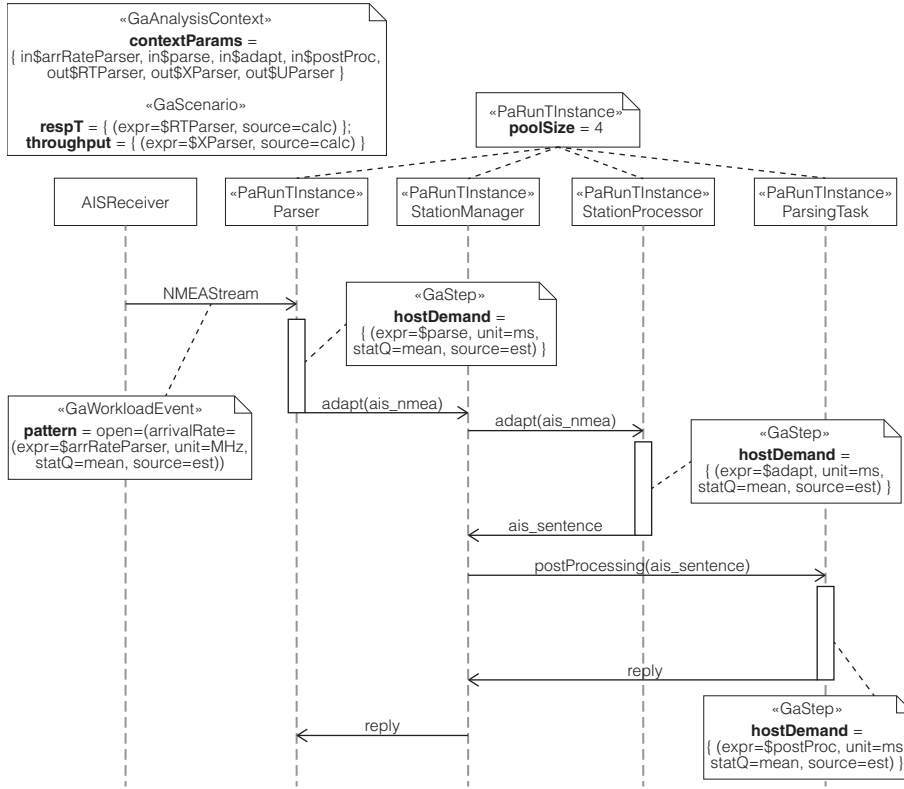 «GaAnalysisContext»
contextParams =
{ in$arrRateParser, in$parse, in$adapt, in$postProc,
out$RTParser, out$XParser, out$UParser }
«GaScenario»
respT = { (expr=$RTParser, source=calc) };
throughput = { (expr=$XParser, source=calc) }
«PaRunTInstance»
poolSize = 4
AISReceiver
«PaRunTInstance»
Parser
«PaRunTInstance»
StationManager
«PaRunTInstance»
StationProcessor
«PaRunTInstance»
ParsingTask
NMEAStream
«GaStep»
hostDemand =
{ (expr=$parse, unit=ms,
statQ=mean, source=est) }
«GaWorkloadEvent»
pattern = open=(arrivalRate=
(expr=$arrRateParser, unit=MHz,
statQ=mean, source=est))
adapt(ais_nmea)
adapt(ais_nmea)
«GaStep»
hostDemand =
{ (expr=$adapt, unit=ms,
statQ=mean, source=est) }
ais_sentence
postProcessing(ais_sentence)
reply
«GaStep»
hostDemand =
{ (expr=$postProc, unit=ms
statQ=mean, source=est) }
reply